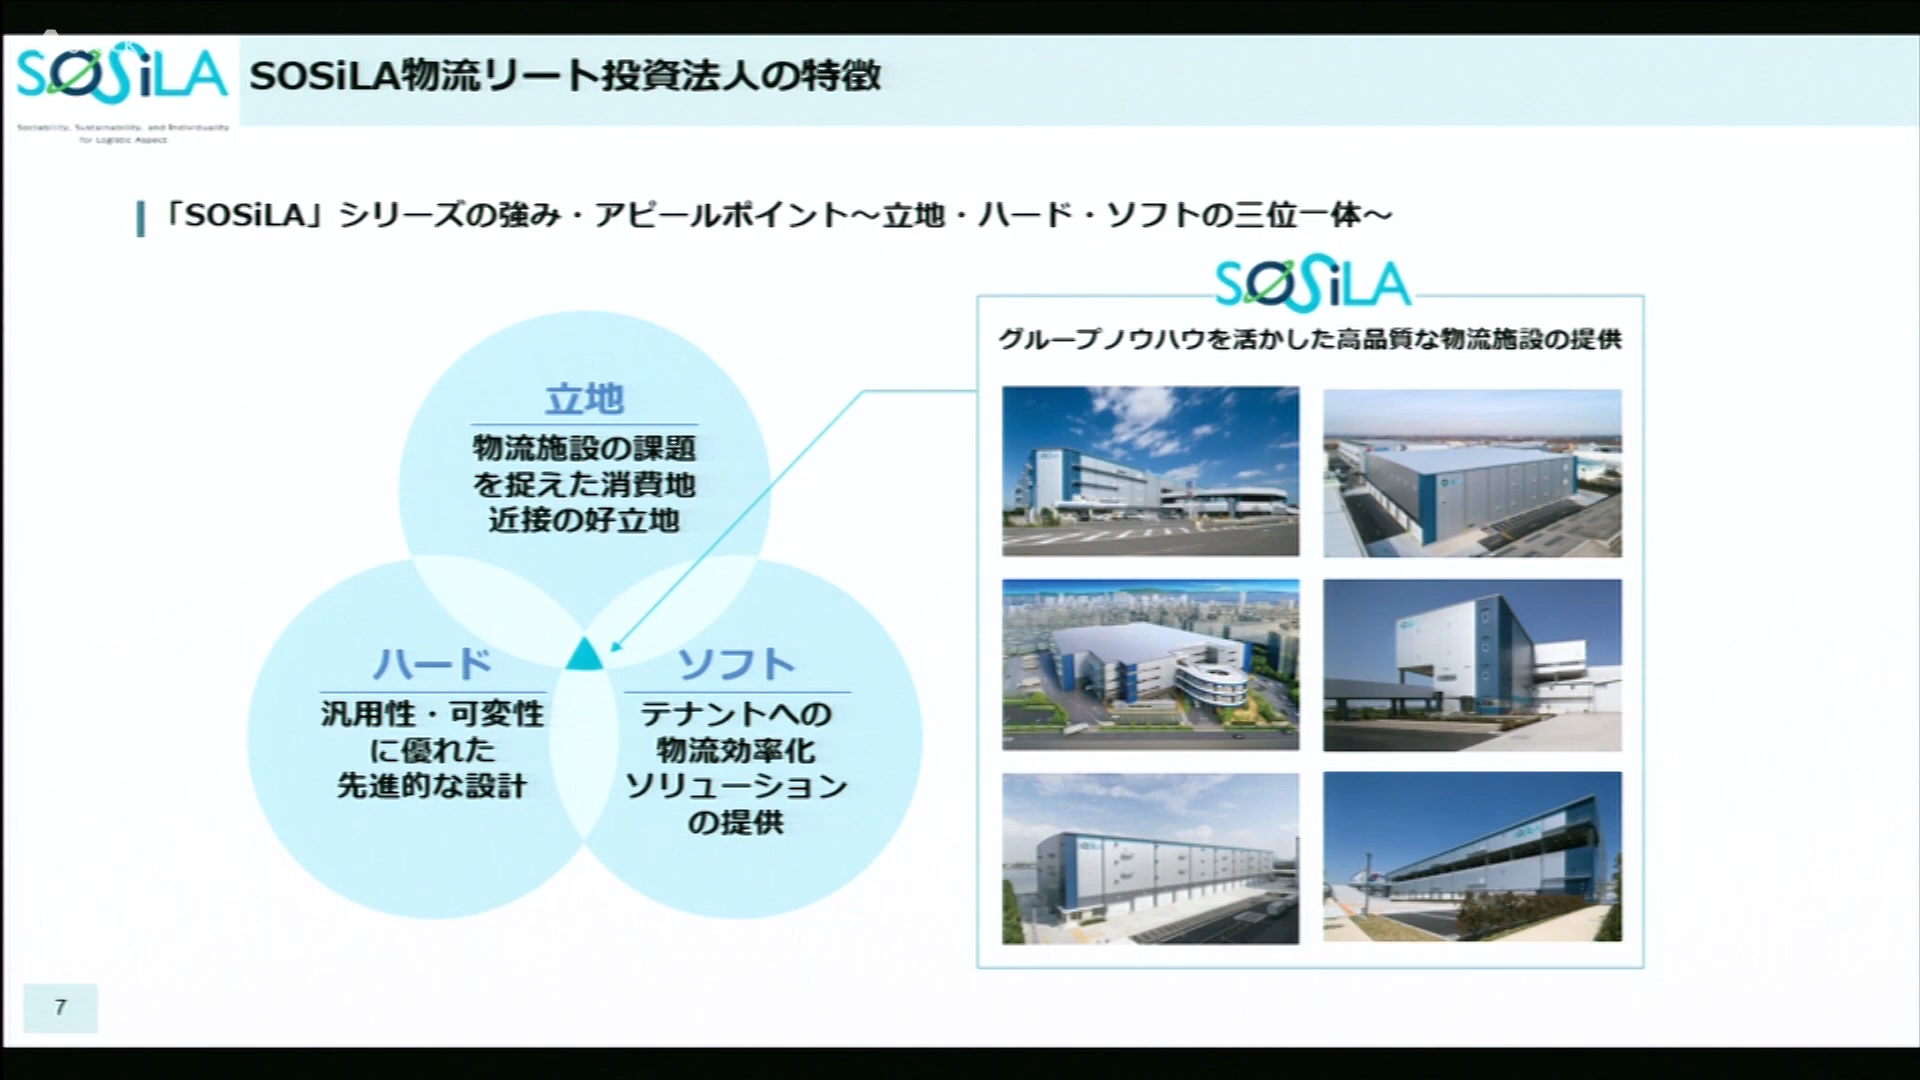 SOSiLA
Sociability, Sustainability, and Individuality
for Logistic Aspect
SOSiLA物流リート投資法人の特徴
「SOSiLA」シリーズの強み・アピールポイント～立地・ハード・ソフトの三位一体～
立地
物流施設の課題
を捉えた消費地
近接の好立地
ハード
汎用性・可変性
に優れた
先進的な設計
ソフト
テナントへの
物流効率化
ソリューション
の提供
SOSiLA
グループノウハウを活かした高品質な物流施設の提供
7